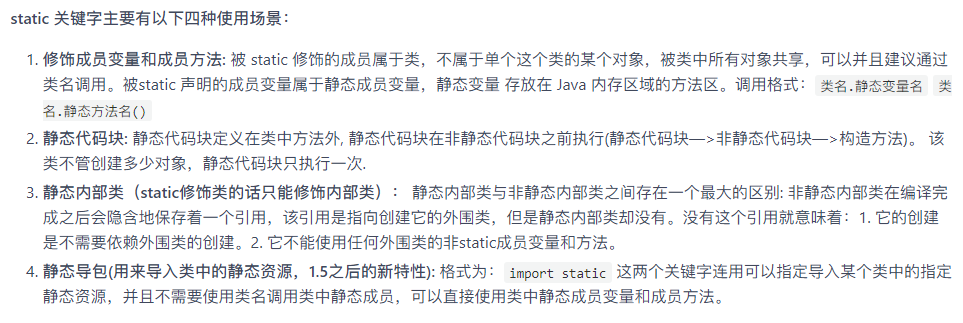 static 关键字主要有以下四种使用场景：
1. 修饰成员变量和成员方法: 被 static 修饰的成员属于类，不属于单个这个类的某个对象，被类中所有对象共享，可以并且建议通过
类名调用。被static 声明的成员变量属于静态成员变量，静态变量 存放在 Java 内存区域的方法区。调用格式： 类名.静态变量名 类
名.静态方法名()
2. 静态代码块: 静态代码块定义在类中方法外, 静态代码块在非静态代码块之前执行(静态代码块—>非静态代码块—>构造方法)。 该
类不管创建多少对象，静态代码块只执行一次.
3. 静态内部类（static修饰类的话只能修饰内部类）： 静态内部类与非静态内部类之间存在一个最大的区别: 非静态内部类在编译完
成之后会隐含地保存着一个引用，该引用是指向创建它的外围类，但是静态内部类却没有。没有这个引用就意味着：1. 它的创建
是不需要依赖外围类的创建。2. 它不能使用任何外围类的非static成员变量和方法。
4. 静态导包(用来导入类中的静态资源，1.5之后的新特性): 格式为： import static 这两个关键字连用可以指定导入某个类中的指定
静态资源，并且不需要使用类名调用类中静态成员，可以直接使用类中静态成员变量和成员方法。